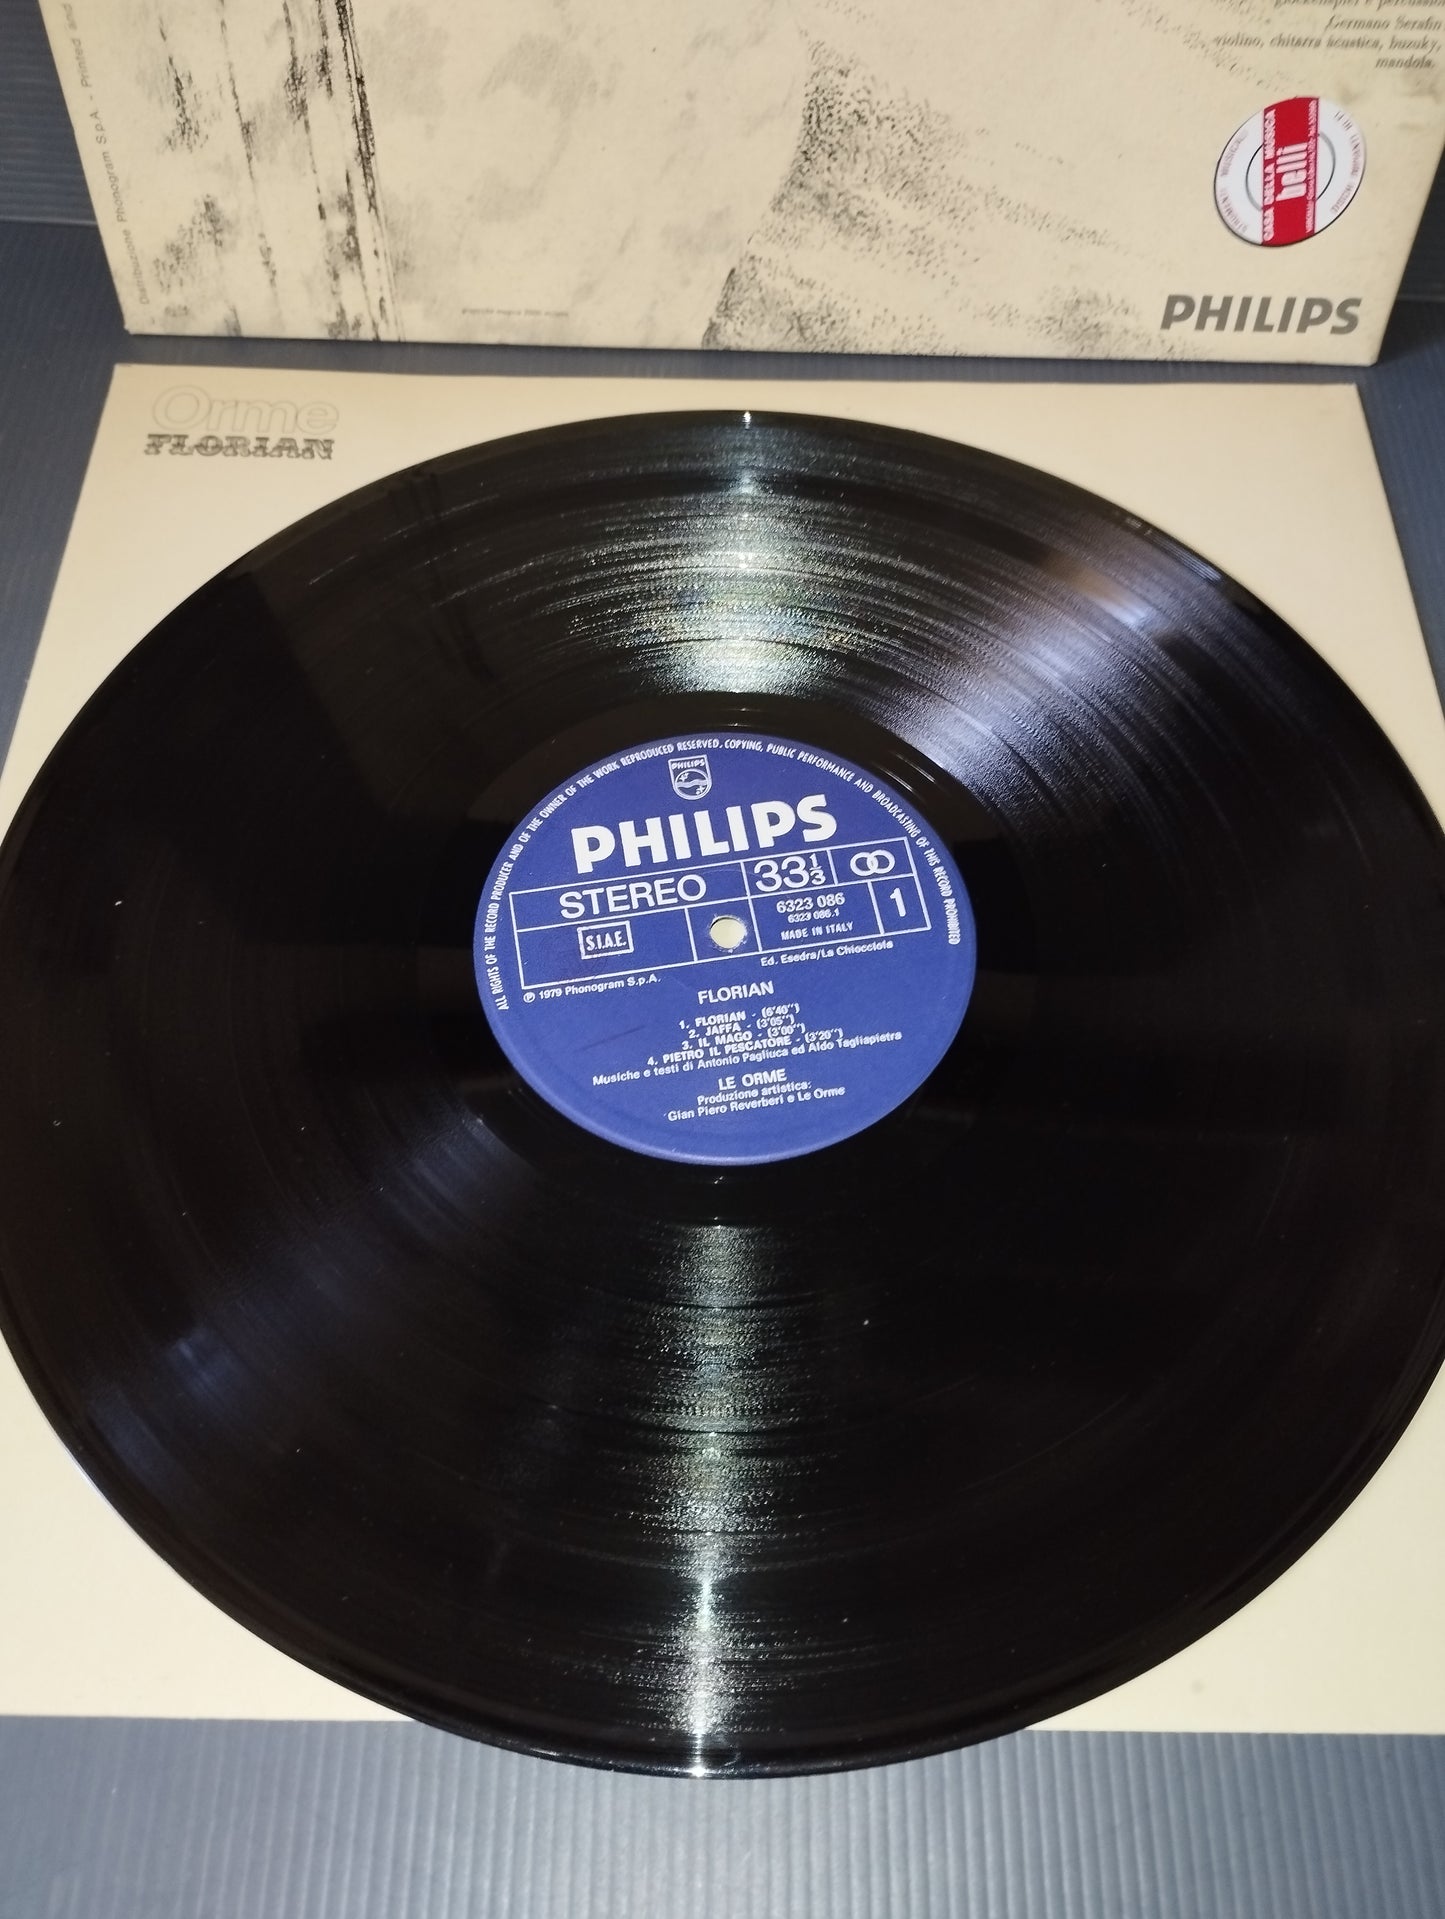 glockenspiel e percussioni
Germano Serafin
violino, chitarra acustica, buzuky,
mandola.
Distribuzione Phonogram S.p.A. - Printed and
STRUMENTI MUSICALI
CASA DELLA MUSICA
belli
PHILIPS
Orme
FLORIAN
ALL RIGHTS OF THE RECORD PRODUCER AND OF THE OWNER OF THE WORK REPRODUCED RESERVED. COPYING, PUBLIC PERFORMANCE AND BROADCASTING OF THIS RECORD PROHIBITED
PHILIPS
PHILIPS
STEREO
33 1/3
S.I.A.E.
6323 086
6323 086.1
MADE IN ITALY
1
Ed. Esedra/La Chiocciola
℗ 1979 Phonogram S.p.A.
FLORIAN
1. FLORIAN - (6'40'')
2. JAFFA - (3'05'')
3. IL MAGO - (3'00'')
4. PIETRO IL PESCATORE - (3'20'')
Musiche e testi di Antonio Pagliuca ed Aldo Tagliapietra
LE ORME
Produzione artistica:
Gian Piero Reverberi e Le Orme